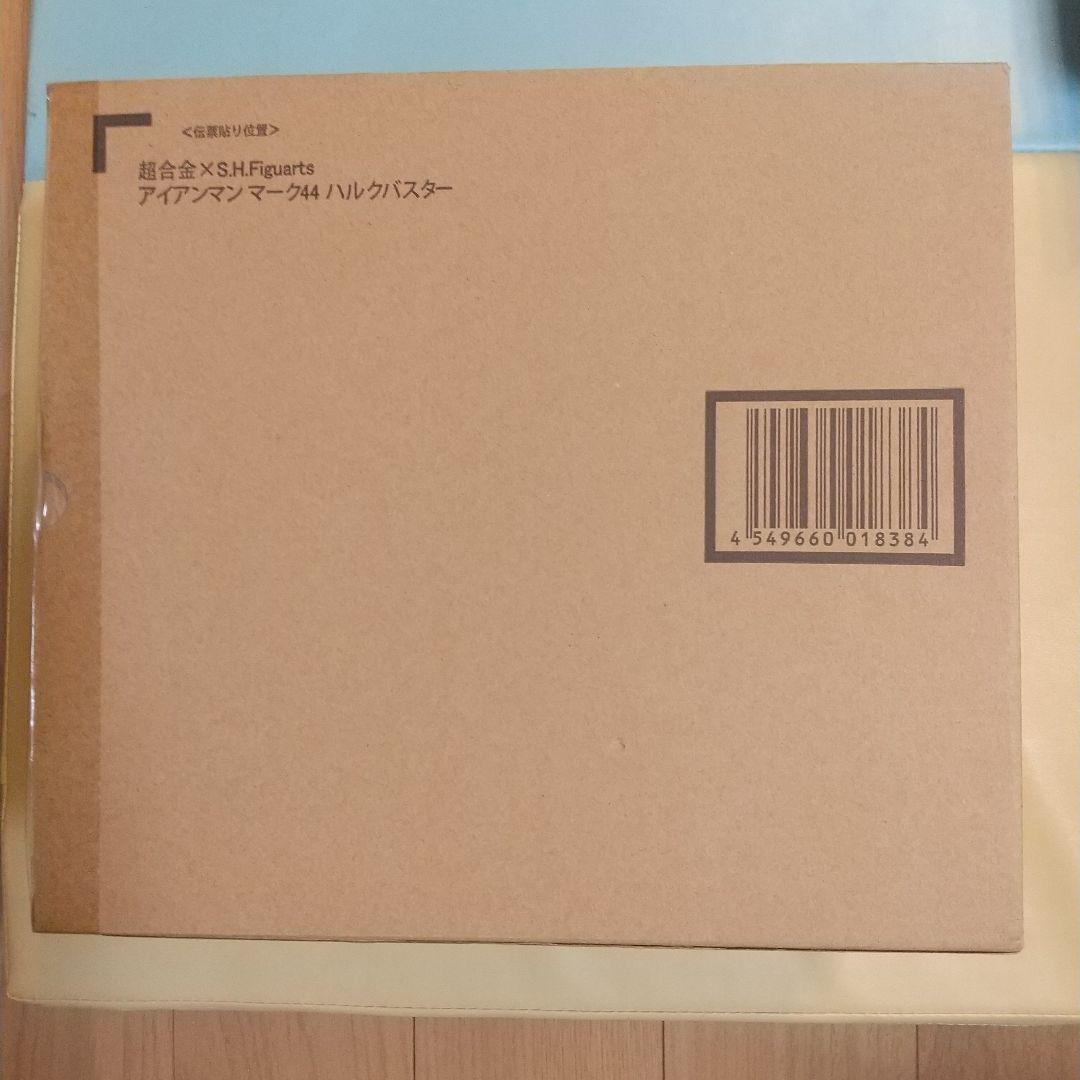 <伝票貼り位置>
超合金×S.H.Figuarts
アイアンマン マーク44 ハルクバスター
4 549660 018384